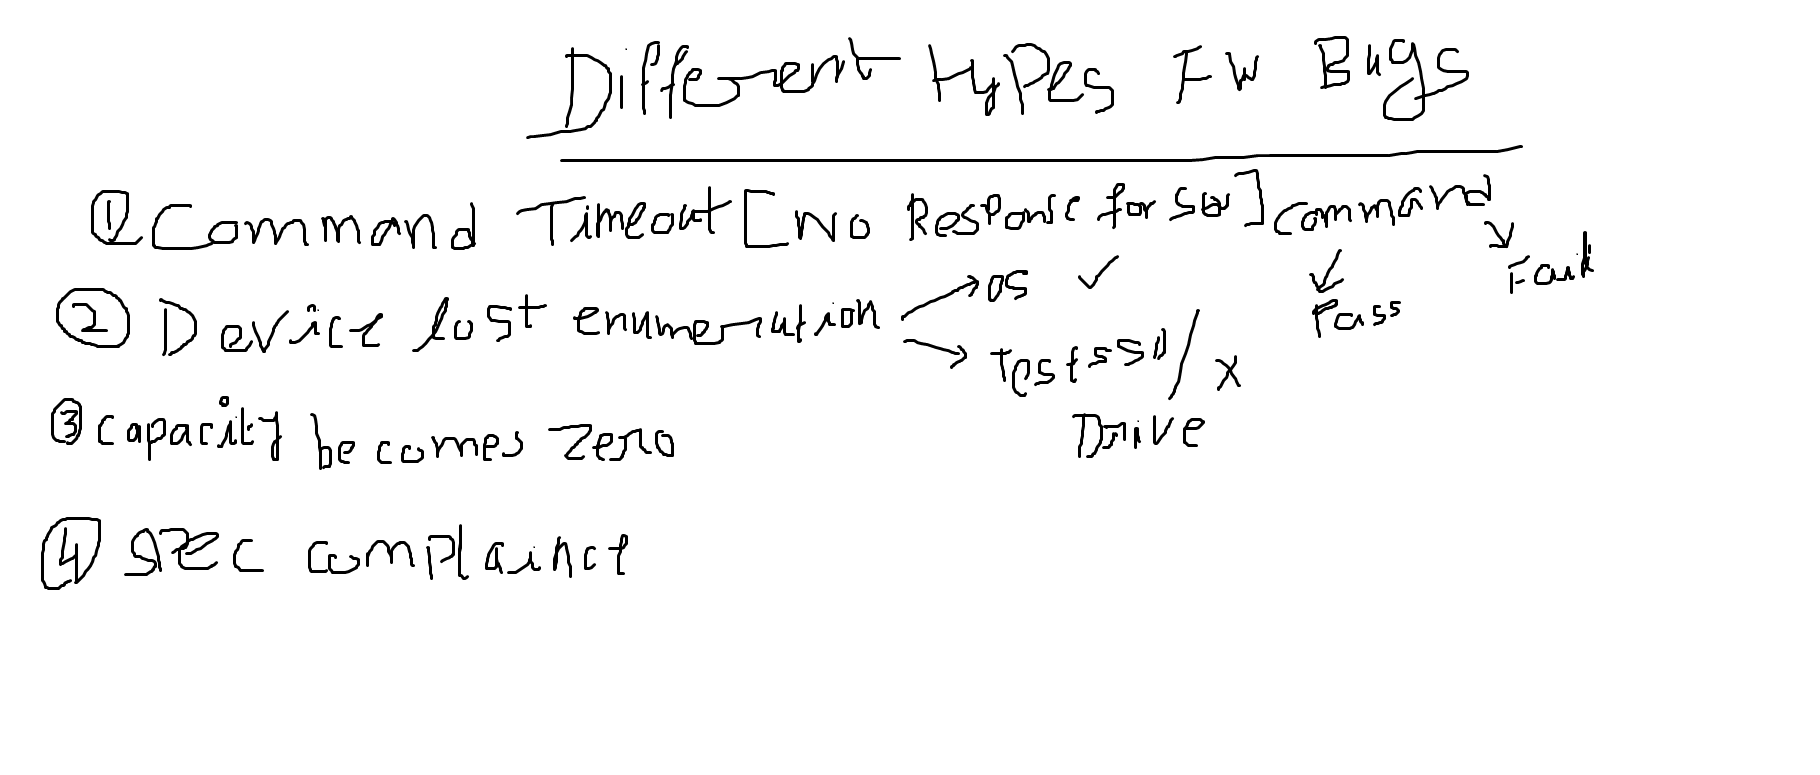 Different types FW Bugs
① Command Timeout [No Response for SW] Command
Pass
Fail
② Device lost enumeration
OS ✓
Test SSD/ x
Drive
③ capacity becomes zero
④ SPEC complaince